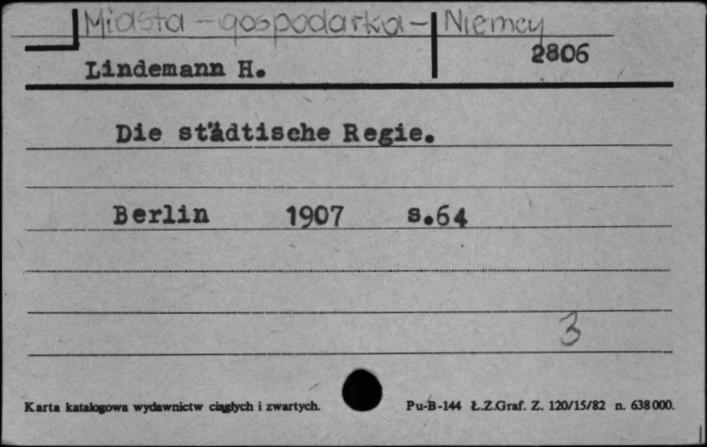 Miasta - gospodarka - Niemcy
2806
Lindemann H.
Die städtische Regie.
Berlin 1907 s.64
3
Karta katalogowa wydawnictw ciągłych i zwartych. Pu-B-144 Ł.Z.Graf. Z. 120/15/82 n. 638000.